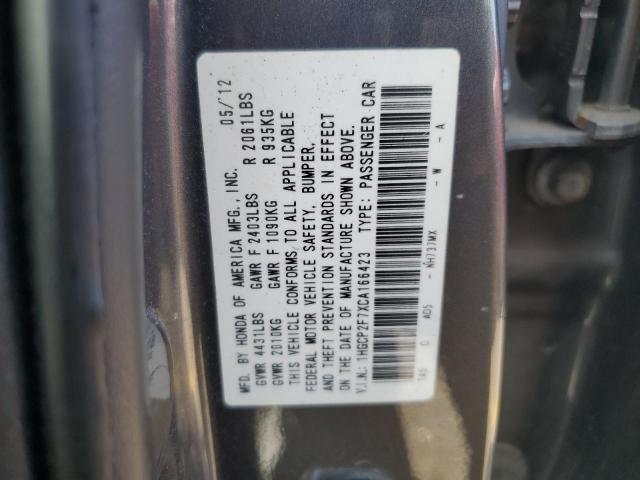 MFD. BY HONDA OF AMERICA MFG., INC. 05/'12
GVWR 4431LBS GAWR F 2403LBS R 2061LBS
GVWR 2010KG GAWR F 1090KG R 935KG
THIS VEHICLE CONFORMS TO ALL APPLICABLE
FEDERAL MOTOR VEHICLE SAFETY, BUMPER,
AND THEFT PREVENTION STANDARDS IN EFFECT
ON THE DATE OF MANUFACTURE SHOWN ABOVE.
V.I.N.: 1HGCP2F7XCA166423 TYPE: PASSENGER CAR
C AD5 - NH737MX - W - A